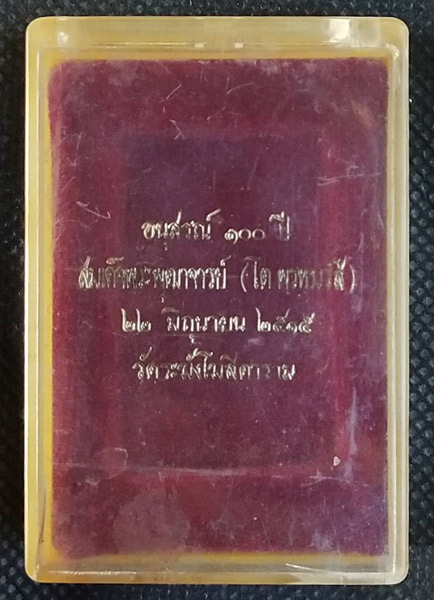 อนุสรณ์ ๑๐๐ ปี
สมเด็จพระพุฒาจารย์ (โต พรหมรังสี)
๒๒ มิถุนายน ๒๕๑๕
วัดระฆังโฆสิตาราม